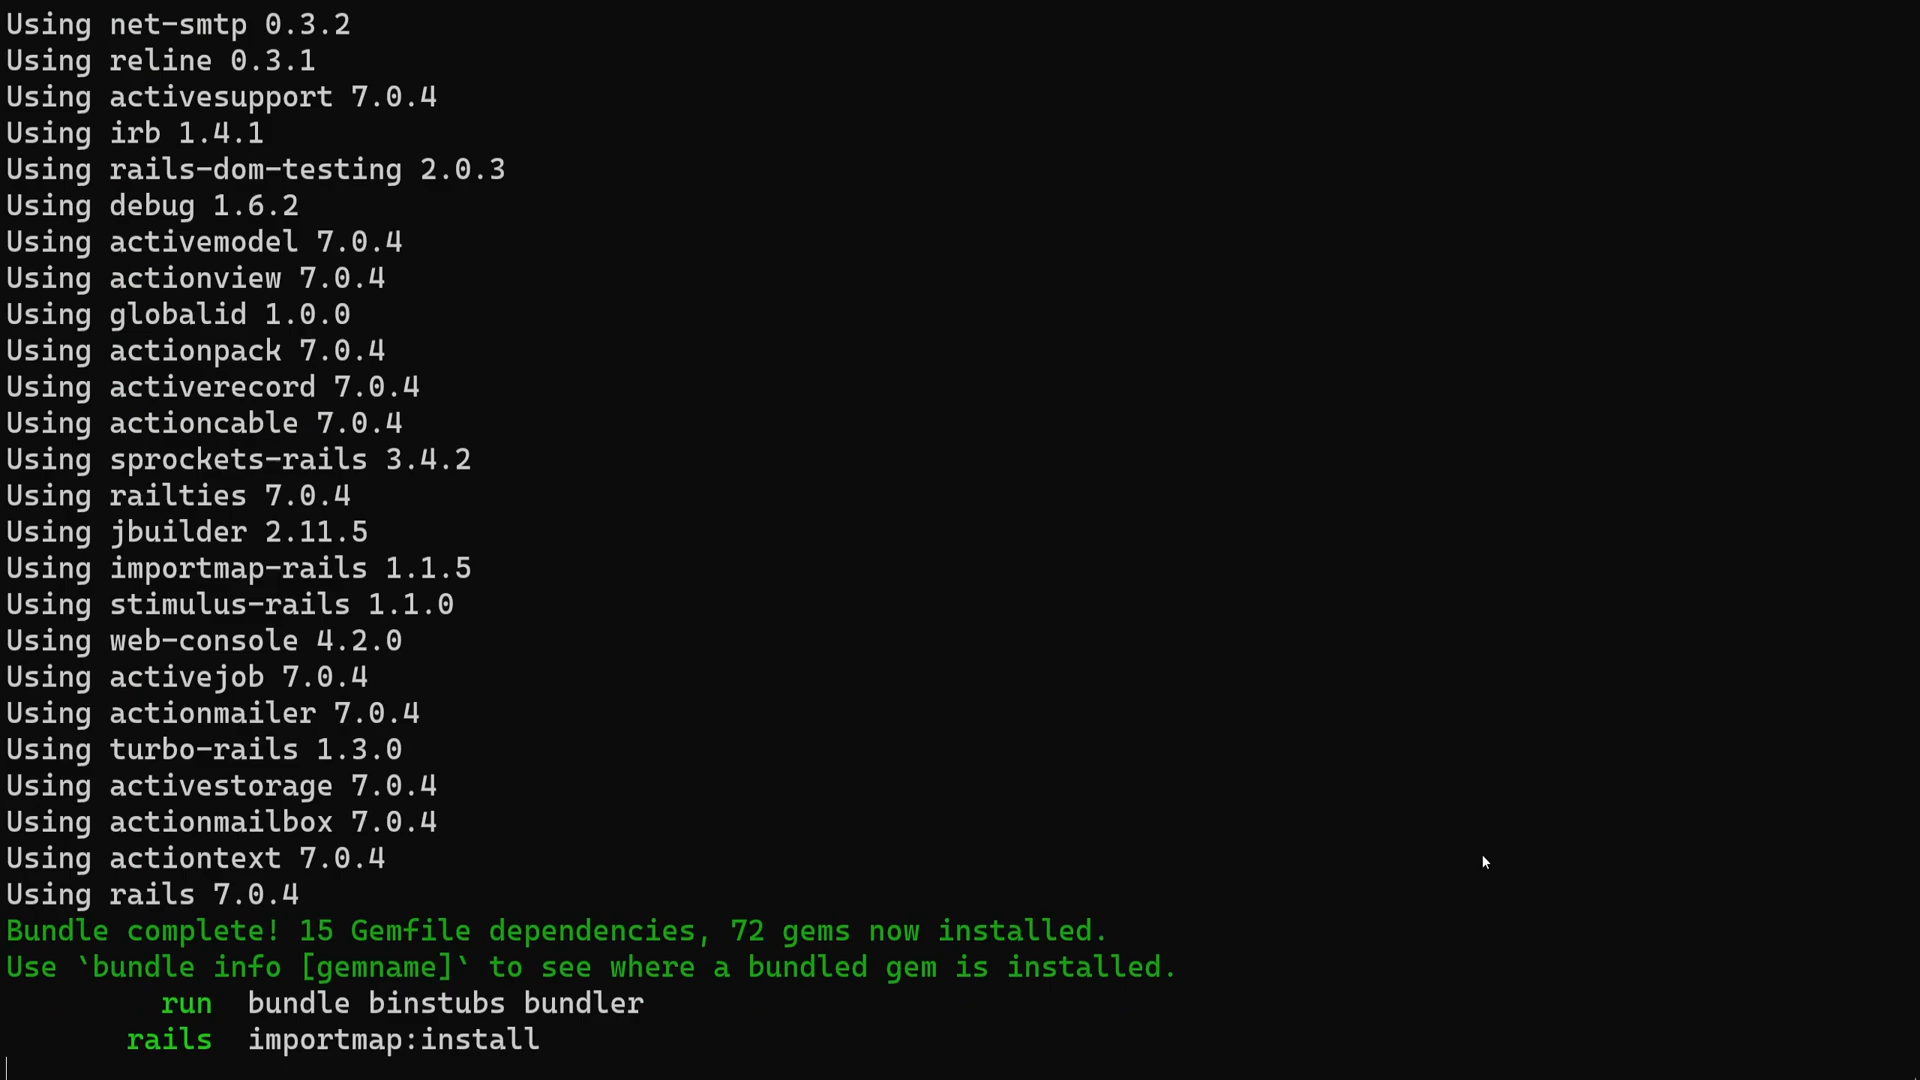 Using net-smtp 0.3.2
Using reline 0.3.1
Using activesupport 7.0.4
Using irb 1.4.1
Using rails-dom-testing 2.0.3
Using debug 1.6.2
Using activemodel 7.0.4
Using actionview 7.0.4
Using globalid 1.0.0
Using actionpack 7.0.4
Using activerecord 7.0.4
Using actioncable 7.0.4
Using sprockets-rails 3.4.2
Using railties 7.0.4
Using jbuilder 2.11.5
Using importmap-rails 1.1.5
Using stimulus-rails 1.1.0
Using web-console 4.2.0
Using activejob 7.0.4
Using actionmailer 7.0.4
Using turbo-rails 1.3.0
Using activestorage 7.0.4
Using actionmailbox 7.0.4
Using actiontext 7.0.4
Using rails 7.0.4
Bundle complete! 15 Gemfile dependencies, 72 gems now installed.
Use `bundle info [gemname]` to see where a bundled gem is installed.
run  bundle binstubs bundler
rails  importmap:install